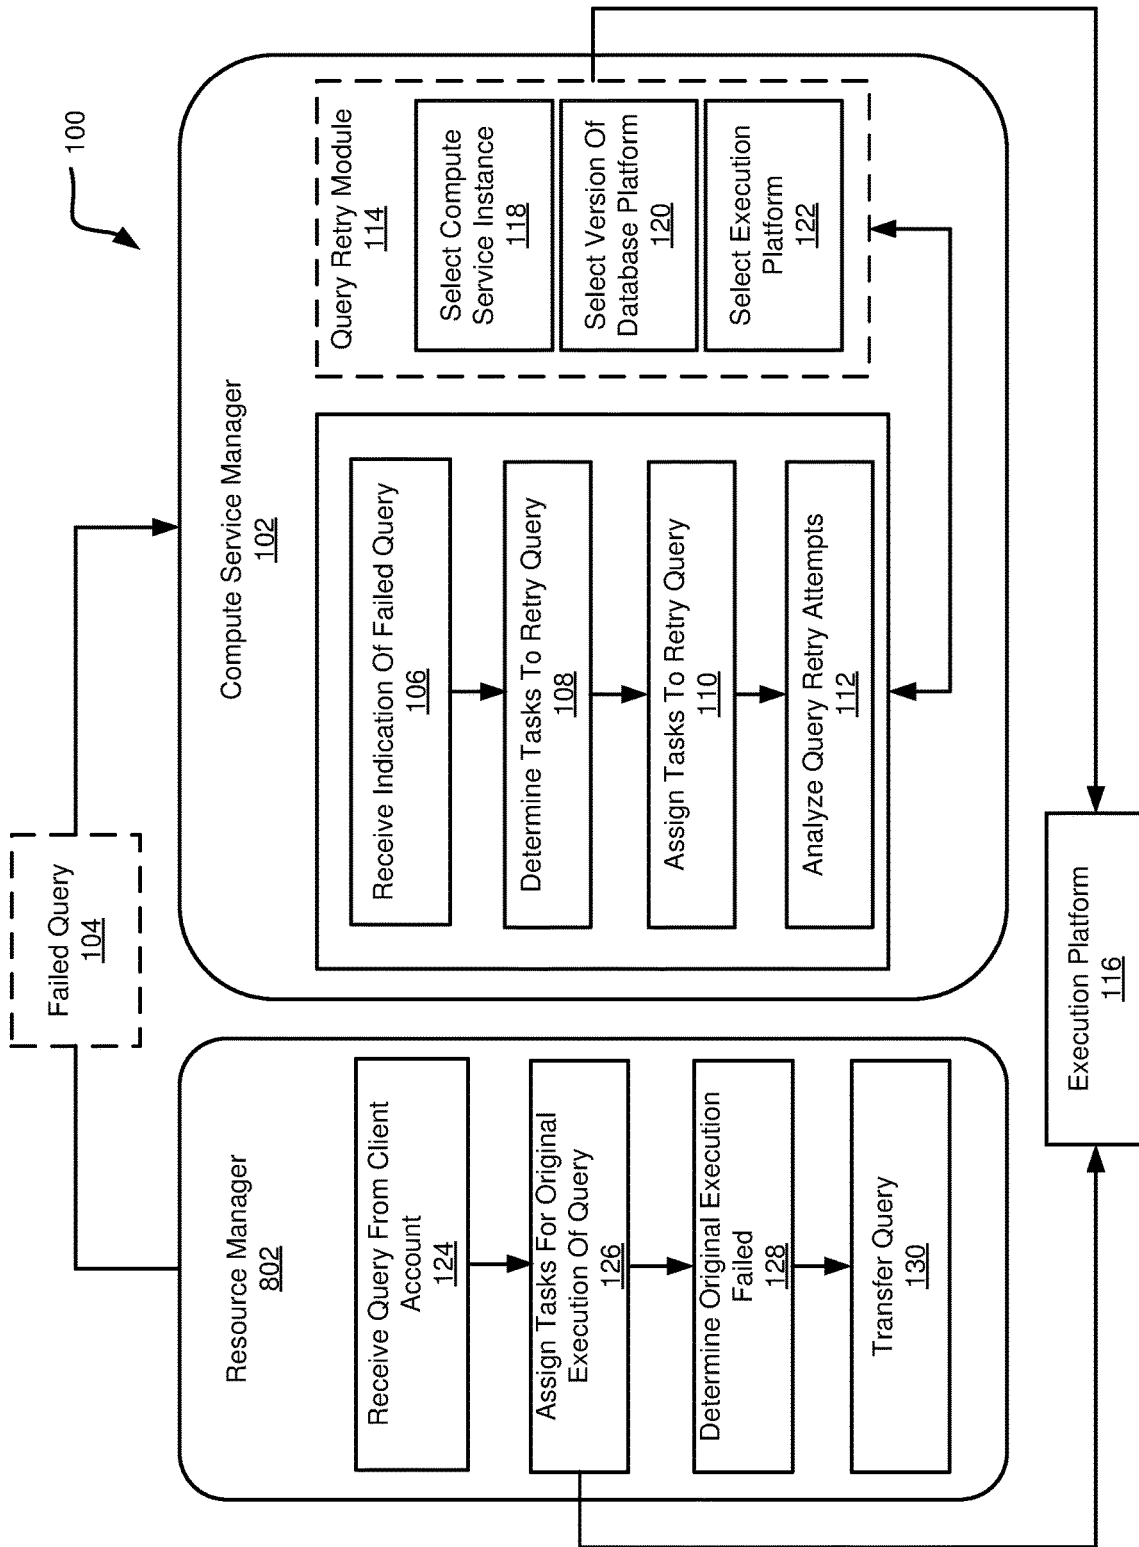 100
Failed Query
104
Resource Manager
802
Receive Query From Client
Account
124
Assign Tasks For Original
Execution Of Query
126
Determine Original Execution
Failed
128
Transfer Query
130
Compute Service Manager
102
Receive Indication Of Failed Query
106
Determine Tasks To Retry Query
108
Assign Tasks To Retry Query
110
Analyze Query Retry Attempts
112
Query Retry Module
114
Select Compute
Service Instance
118
Select Version Of
Database Platform
120
Select Execution
Platform
122
Execution Platform
116